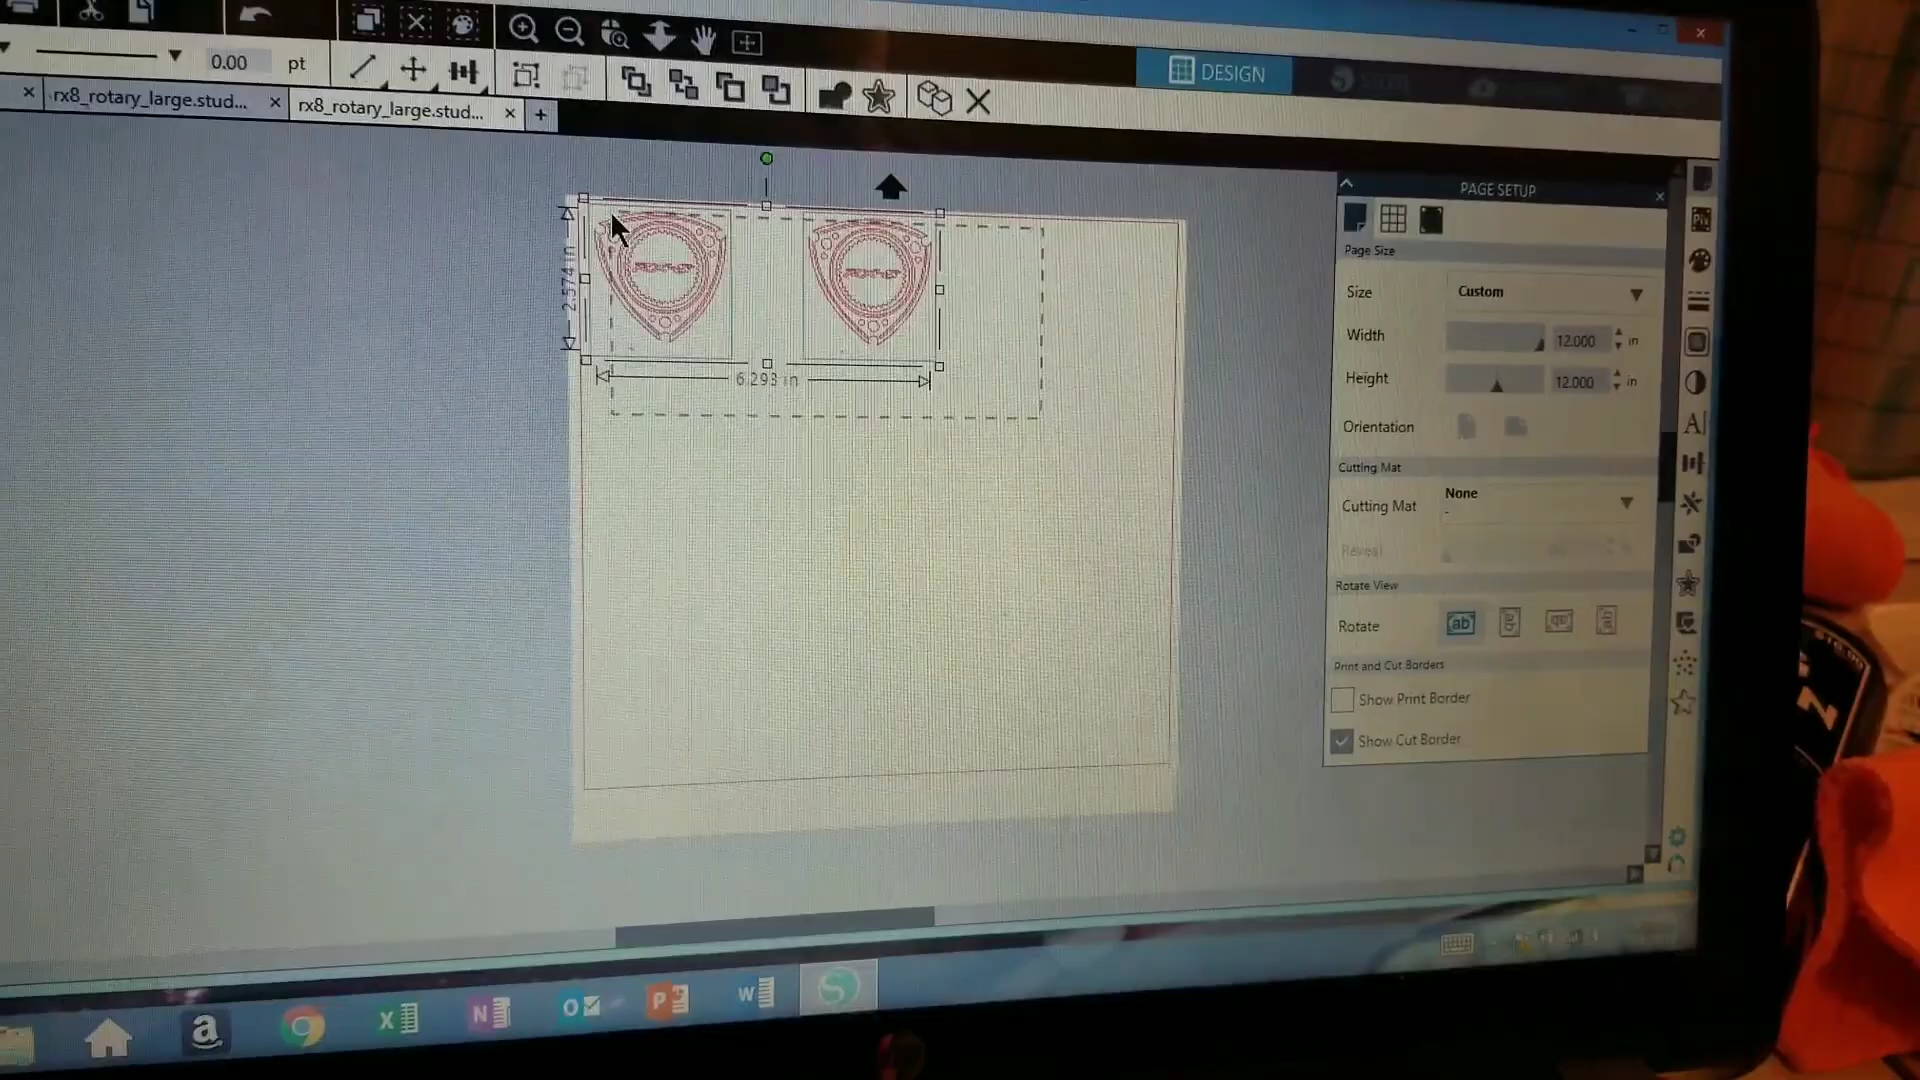 0.00 pt
DESIGN
rx8_rotary_large.stud...
rx8_rotary_large.stud...
PAGE SETUP
Page Size
Size Custom
Width 12.000 in
Height 12.000 in
Orientation
Cutting Mat
Cutting Mat None
-
Reveal
Rotate View
Rotate
Print and Cut Borders
Show Print Border
Show Cut Border
2.574 in
6.293 in